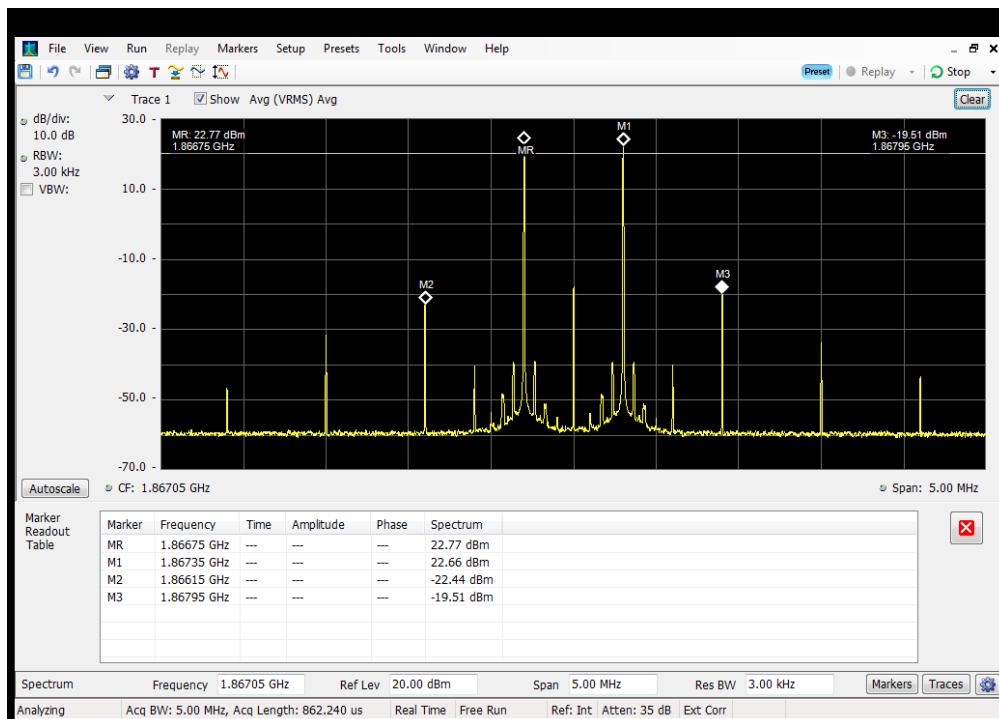 File View Run Replay Markers Setup Presets Tools Window Help
T Preset Replay Stop
Trace 1 Show Avg (VRMS) Avg Clear
dB/div:
10.0 dB
RBW:
3.00 kHz
VBW:
30.0
10.0
-10.0
-30.0
-50.0
-70.0
MR: 22.77 dBm
1.86675 GHz
M3: -19.51 dBm
1.86795 GHz
MR
M1
M2
M3
Autoscale CF: 1.86705 GHz Span: 5.00 MHz
Marker
Readout
Table
Marker Frequency Time Amplitude Phase Spectrum
MR 1.86675 GHz --- --- --- 22.77 dBm
M1 1.86735 GHz --- --- --- 22.66 dBm
M2 1.86615 GHz --- --- --- -22.44 dBm
M3 1.86795 GHz --- --- --- -19.51 dBm
Spectrum Frequency 1.86705 GHz Ref Lev 20.00 dBm Span 5.00 MHz Res BW 3.00 kHz Markers Traces
Analyzing Acq BW: 5.00 MHz, Acq Length: 862.240 us Real Time Free Run Ref: Int Atten: 35 dB Ext Corr